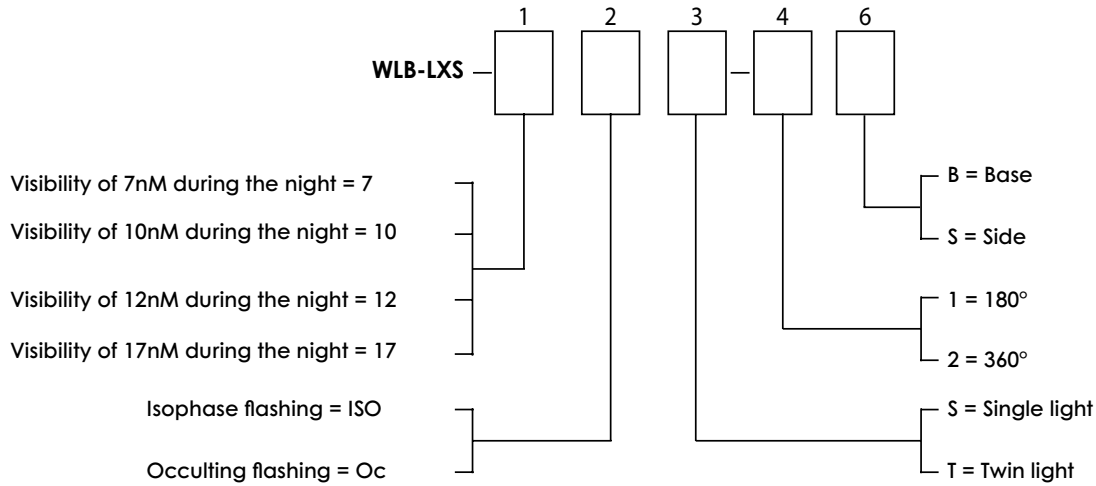 1 2 3 4 6
WLB-LXS
Visibility of 7nM during the night = 7
Visibility of 10nM during the night = 10
Visibility of 12nM during the night = 12
Visibility of 17nM during the night = 17
Isophase flashing = ISO
Occulting flashing = Oc
B = Base
S = Side
1 = 180°
2 = 360°
S = Single light
T = Twin light